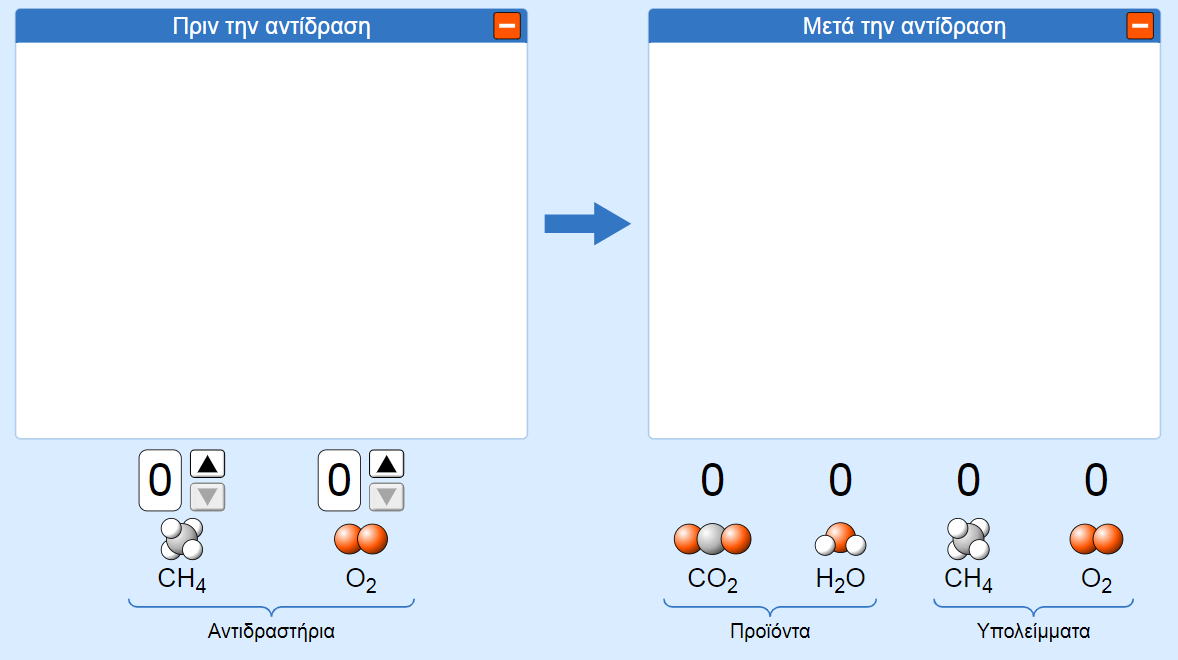 Πριν την αντίδραση
Μετά την αντίδραση
0 0 0 0 0 0
CH4 O2 CO2 H2O CH4 O2
Αντιδραστήρια Προϊόντα Υπολείμματα